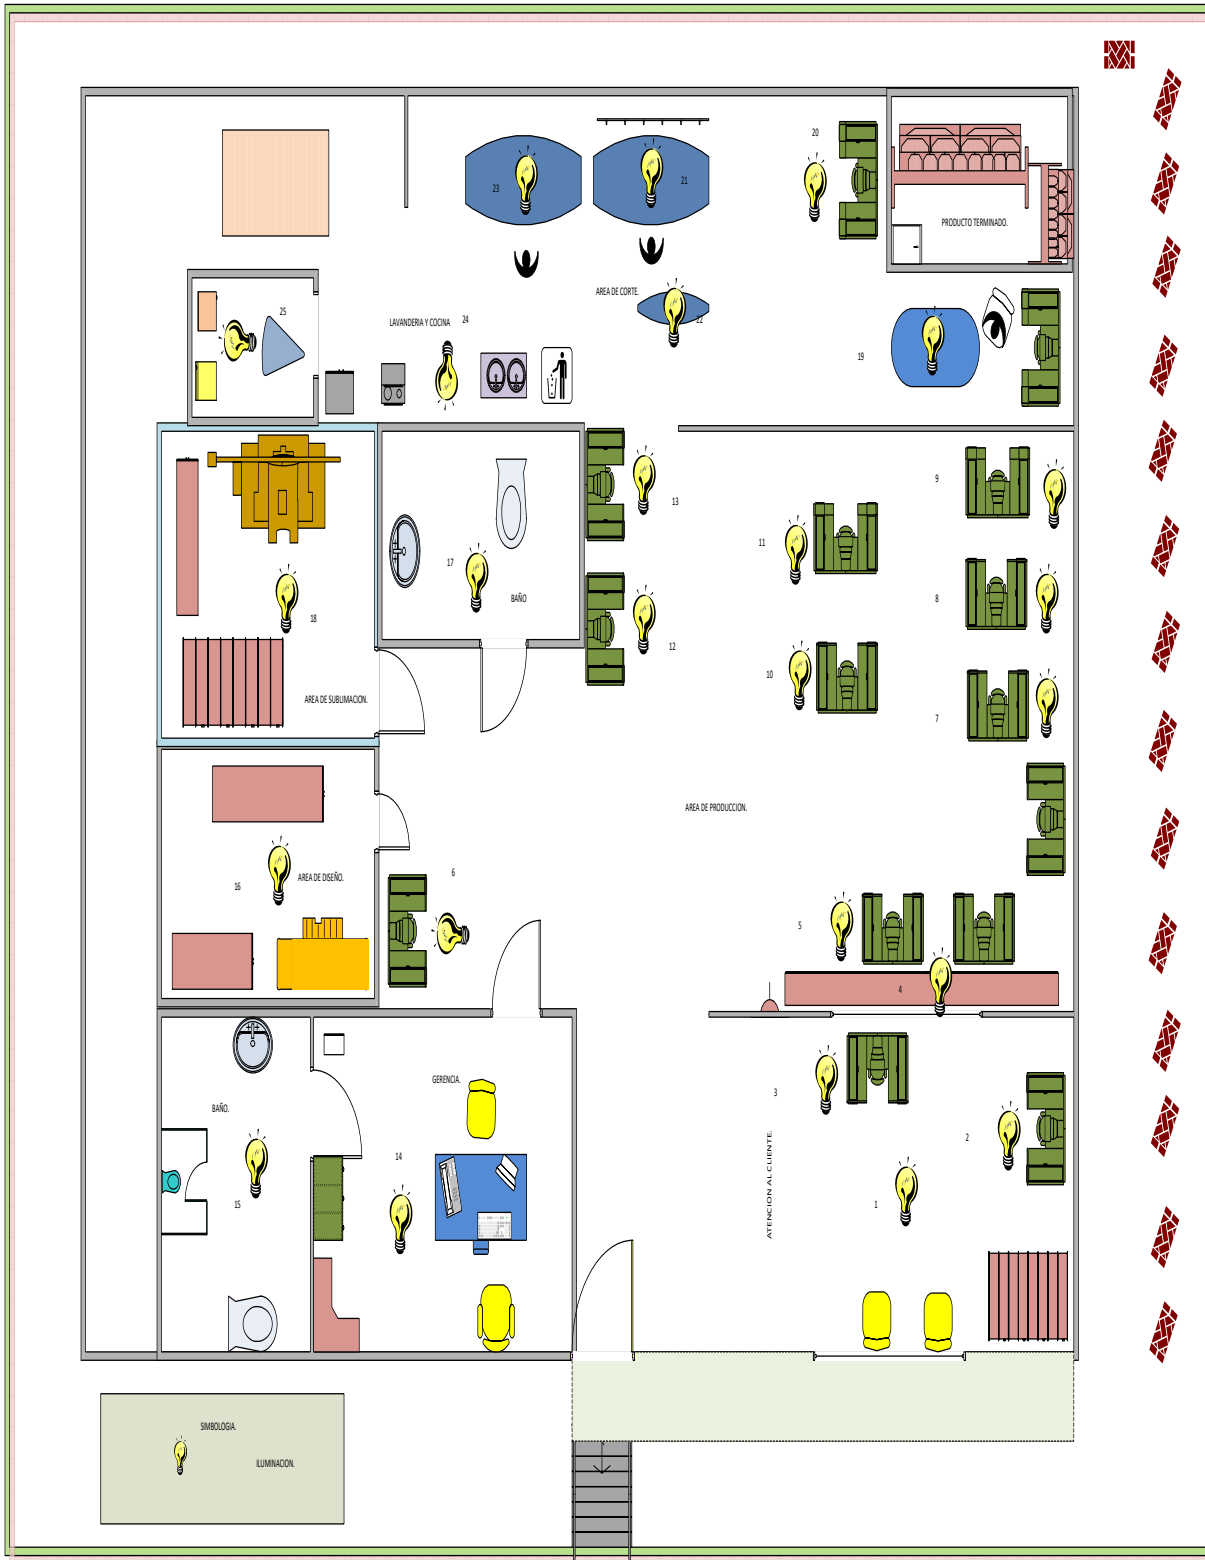 20
23
21
PRODUCTO TERMINADO.
AREA DE CORTE.
25
LAVANDERIA Y COCINA
24
22
19
9
13
11
17
BAÑO
8
18
12
10
AREA DE SUBLIMACION.
7
AREA DE PRODUCCION.
6
AREA DE DISEÑO.
16
5
4
GERENCIA.
3
BAÑO.
2
ATENCION AL CLIENTE.
14
15
1
SIMBOLOGIA.
ILUMINACION.